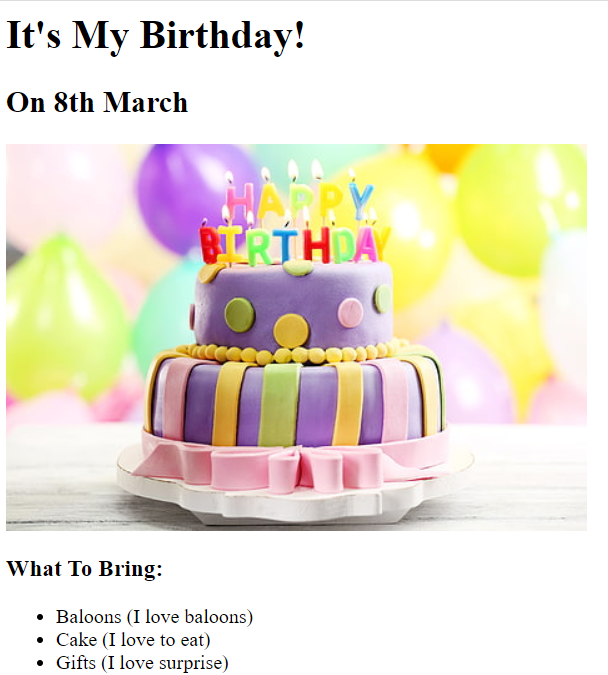 It's My Birthday!
On 8th March
HAPPY
BIRTHDAY
What To Bring:
Baloons (I love baloons)
Cake (I love to eat)
Gifts (I love surprise)